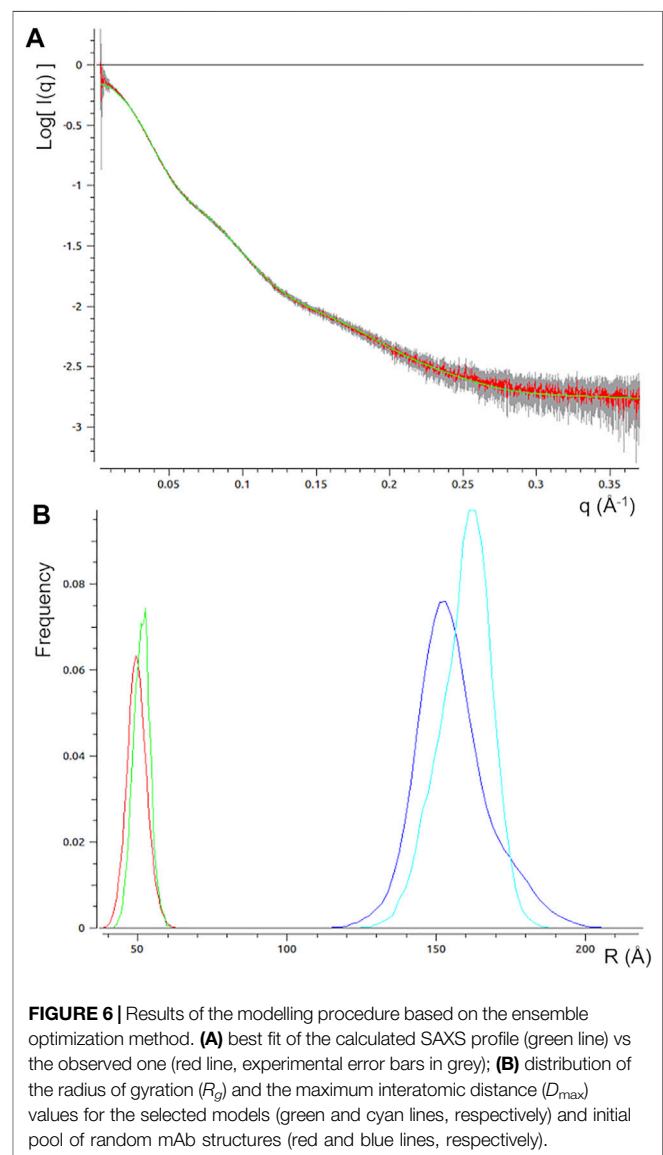 A
Log[ I(q) ]
0
-0.5
-1
-1.5
-2
-2.5
-3
0.05
0.1
0.15
0.2
0.25
0.3
0.35
q (Å-1)
B
Frequency
0.08
0.06
0.04
0.02
0
50
100
150
200
R (Å)
FIGURE 6 | Results of the modelling procedure based on the ensemble
optimization method. (A) best fit of the calculated SAXS profile (green line) vs
the observed one (red line, experimental error bars in grey); (B) distribution of
the radius of gyration (Rg) and the maximum interatomic distance (Dmax)
values for the selected models (green and cyan lines, respectively) and initial
pool of random mAb structures (red and blue lines, respectively).